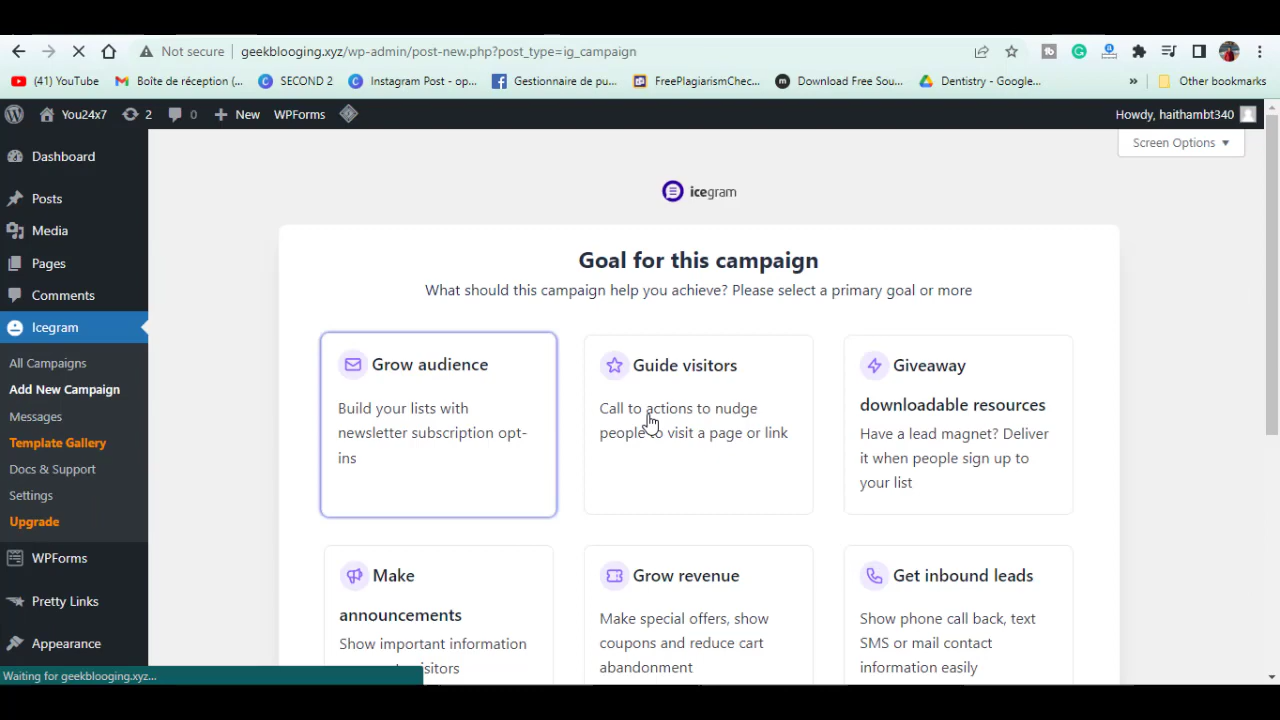 Not secure geekblooging.xyz/wp-admin/post-new.php?post_type=ig_campaign
(41) YouTube Boîte de réception (... SECOND 2 Instagram Post - op... Gestionnaire de pu... FreePlagiarismChec... Download Free Sou... Dentistry - Google... » Other bookmarks
You24x7 2 0 New WPForms Howdy, haithambt340
Screen Options
Dashboard
Posts
Media
Pages
Comments
Icegram
All Campaigns
Add New Campaign
Messages
Template Gallery
Docs & Support
Settings
Upgrade
WPForms
Pretty Links
Appearance
icegram
Goal for this campaign
What should this campaign help you achieve? Please select a primary goal or more
Grow audience
Build your lists with
newsletter subscription opt-
ins
Guide visitors
Call to actions to nudge
people to visit a page or link
Giveaway
downloadable resources
Have a lead magnet? Deliver
it when people sign up to
your list
Make
announcements
Show important information
Grow revenue
Make special offers, show
coupons and reduce cart
abandonment
Get inbound leads
Show phone call back, text
SMS or mail contact
information easily
Waiting for geekblooging.xyz...